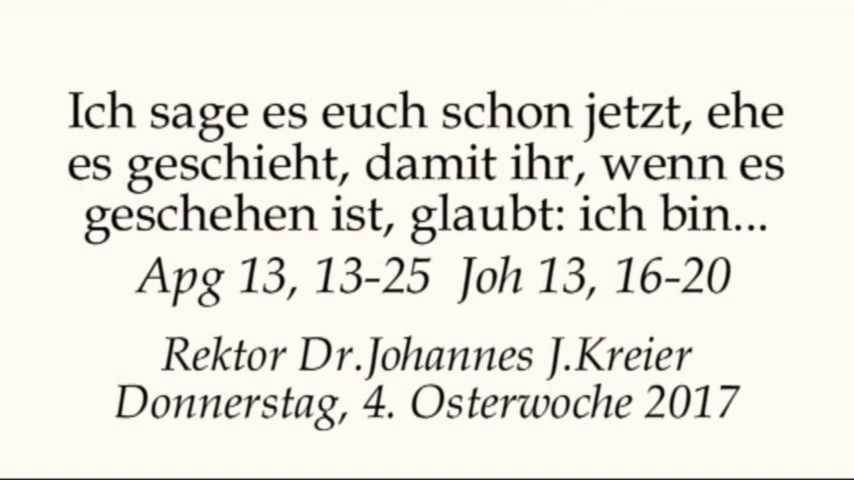 Ich sage es euch schon jetzt, ehe
es geschieht, damit ihr, wenn es
geschehen ist, glaubt: ich bin...
Apg 13, 13-25 Joh 13, 16-20
Rektor Dr.Johannes J.Kreier
Donnerstag, 4. Osterwoche 2017